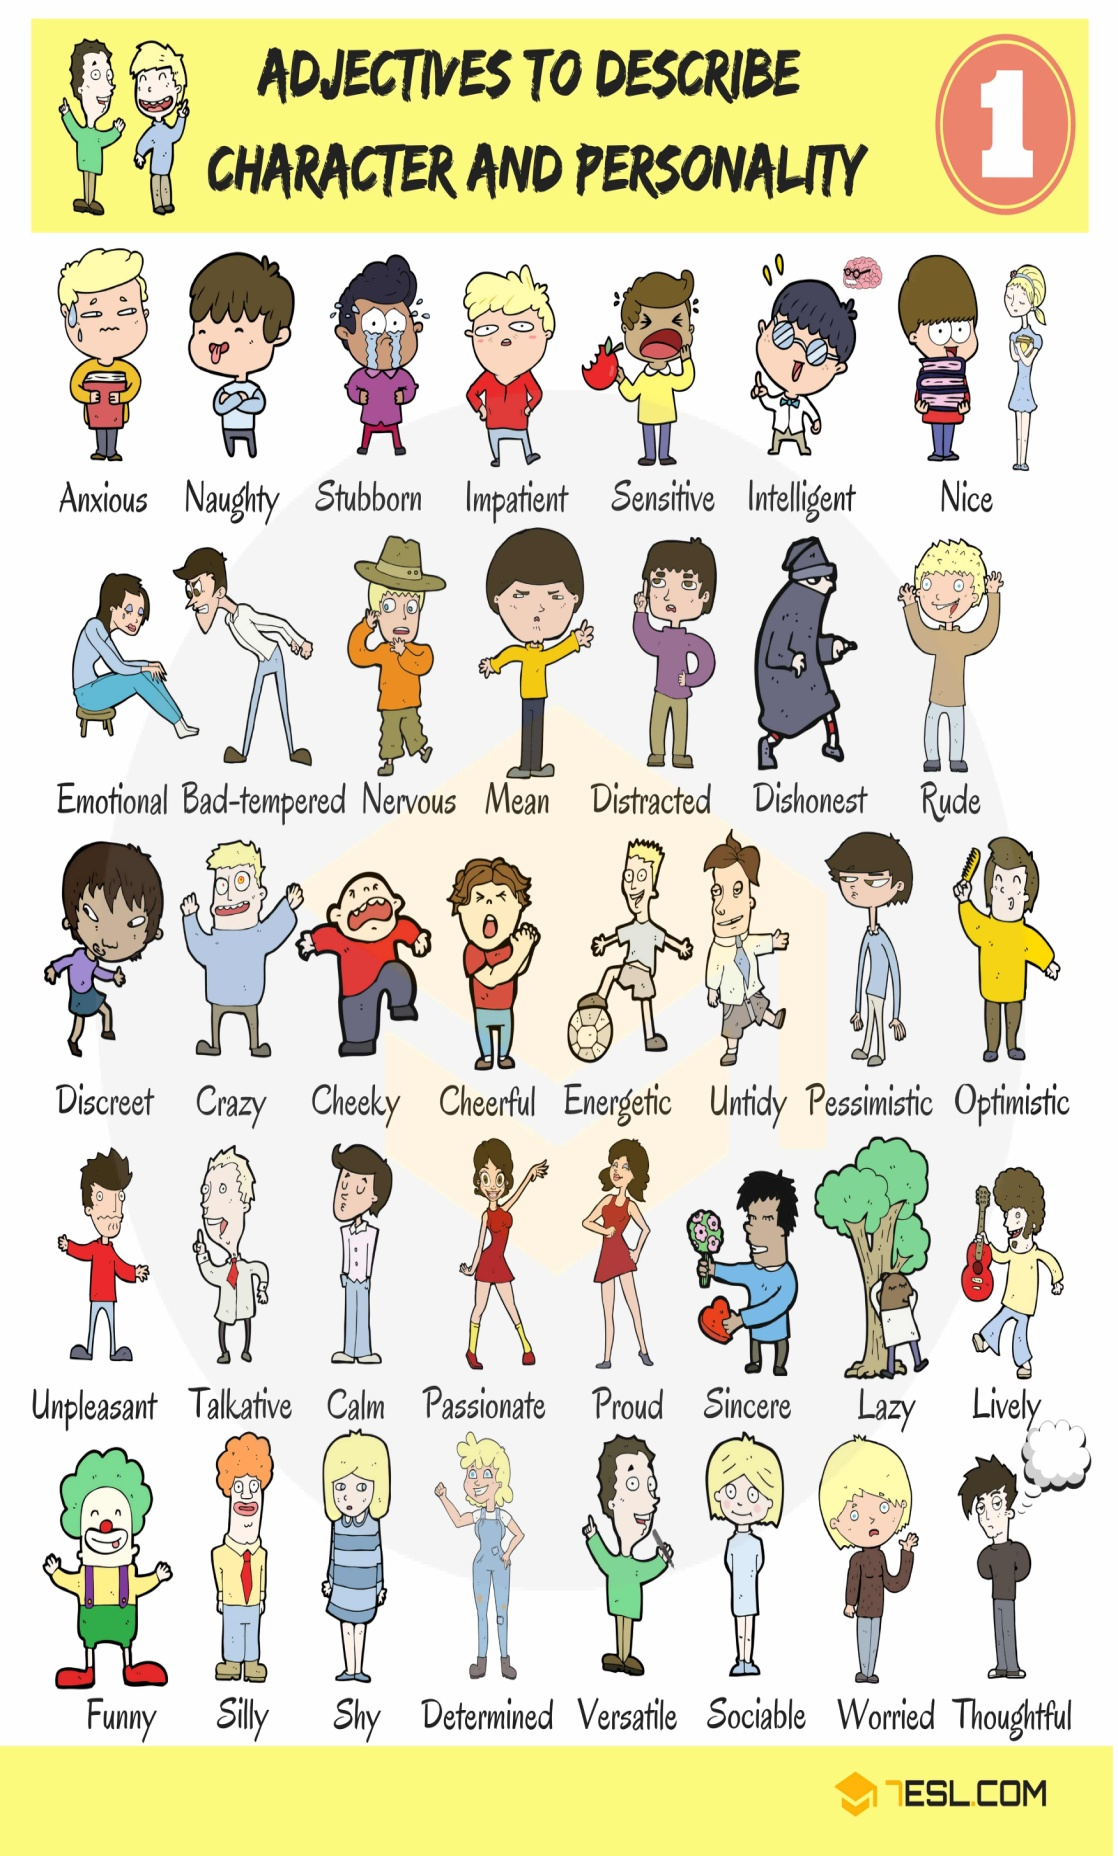 ADJECTIVES TO DESCRIBE
CHARACTER AND PERSONALITY
1
Anxious Naughty Stubborn Impatient Sensitive Intelligent Nice
Emotional Bad-tempered Nervous Mean Distracted Dishonest Rude
Discreet Crazy Cheeky Cheerful Energetic Untidy Pessimistic Optimistic
Unpleasant Talkative Calm Passionate Proud Sincere Lazy Lively
Funny Silly Shy Determined Versatile Sociable Worried Thoughtful
7ESL.COM